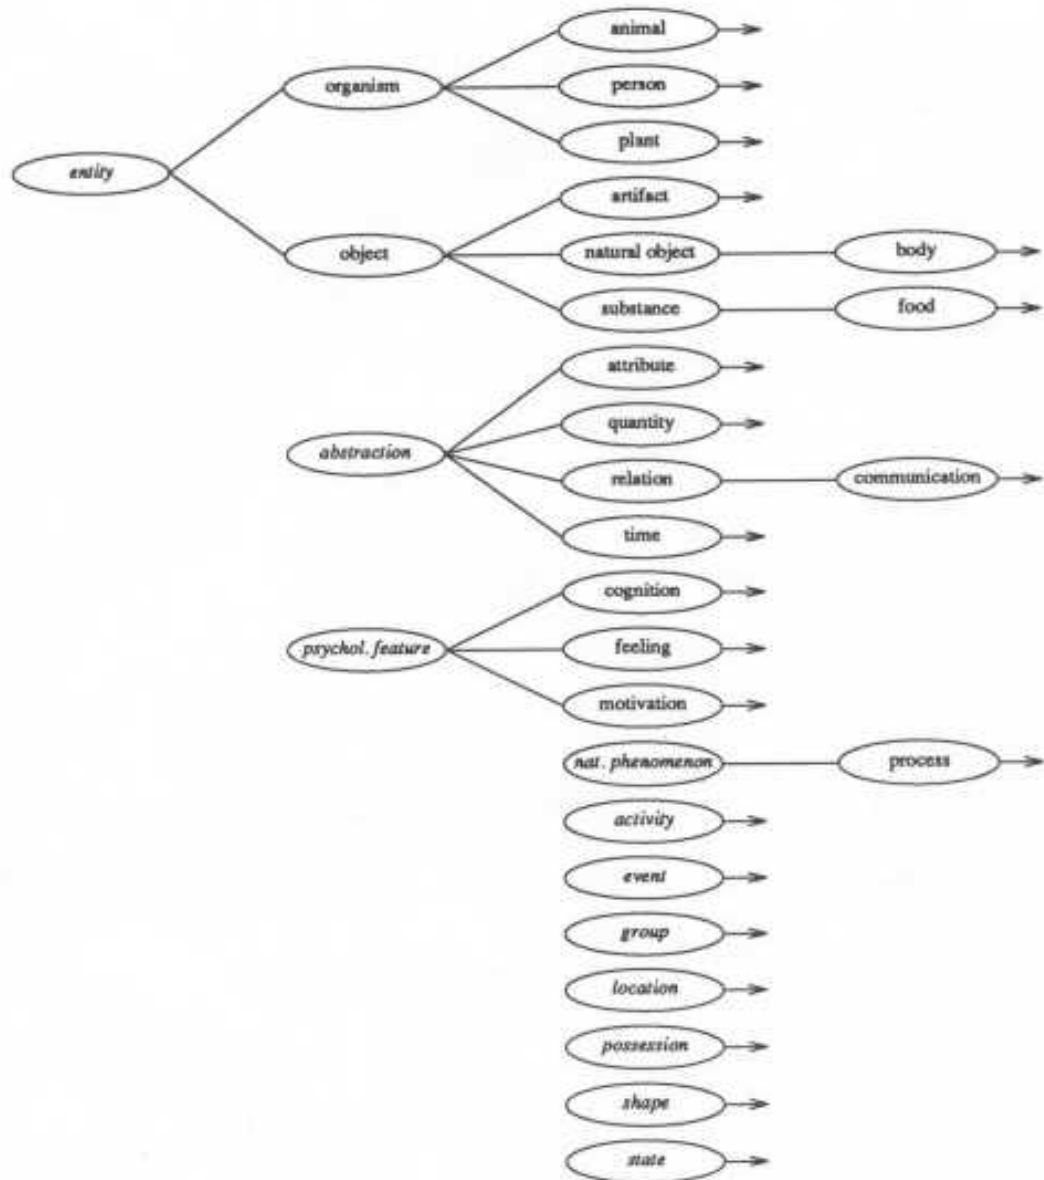 animal
organism
person
plant
entity
artifact
object
natural object
body
substance
food
attribute
quantity
abstraction
relation
communication
time
cognition
psychol. feature
feeling
motivation
nat. phenomenon
process
activity
event
group
location
possession
shape
state